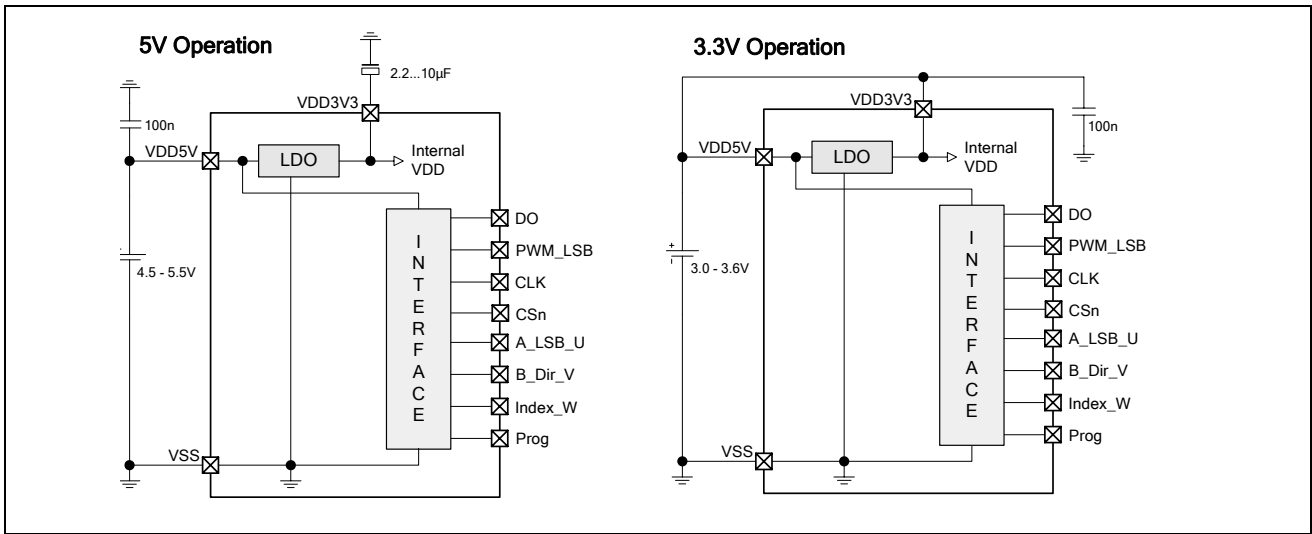 5V Operation
2.2...10µF
VDD3V3
100n
VDD5V
LDO
Internal
VDD
4.5 - 5.5V
INTERFACE
DO
PWM_LSB
CLK
CSn
A_LSB_U
B_Dir_V
Index_W
Prog
VSS
3.3V Operation
VDD3V3
100n
VDD5V
LDO
Internal
VDD
+
-
3.0 - 3.6V
INTERFACE
DO
PWM_LSB
CLK
CSn
A_LSB_U
B_Dir_V
Index_W
Prog
VSS